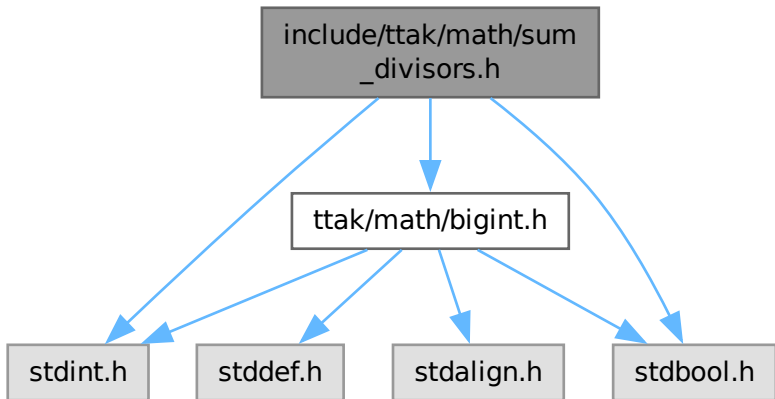 include/ttak/math/sum
_divisors.h
ttak/math/bigint.h
stdint.h
stddef.h
stdalign.h
stdbool.h